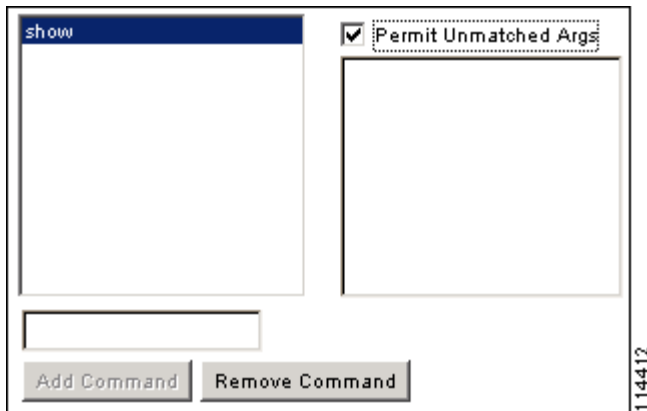 show
Permit Unmatched Args
Add Command
Remove Command
114412